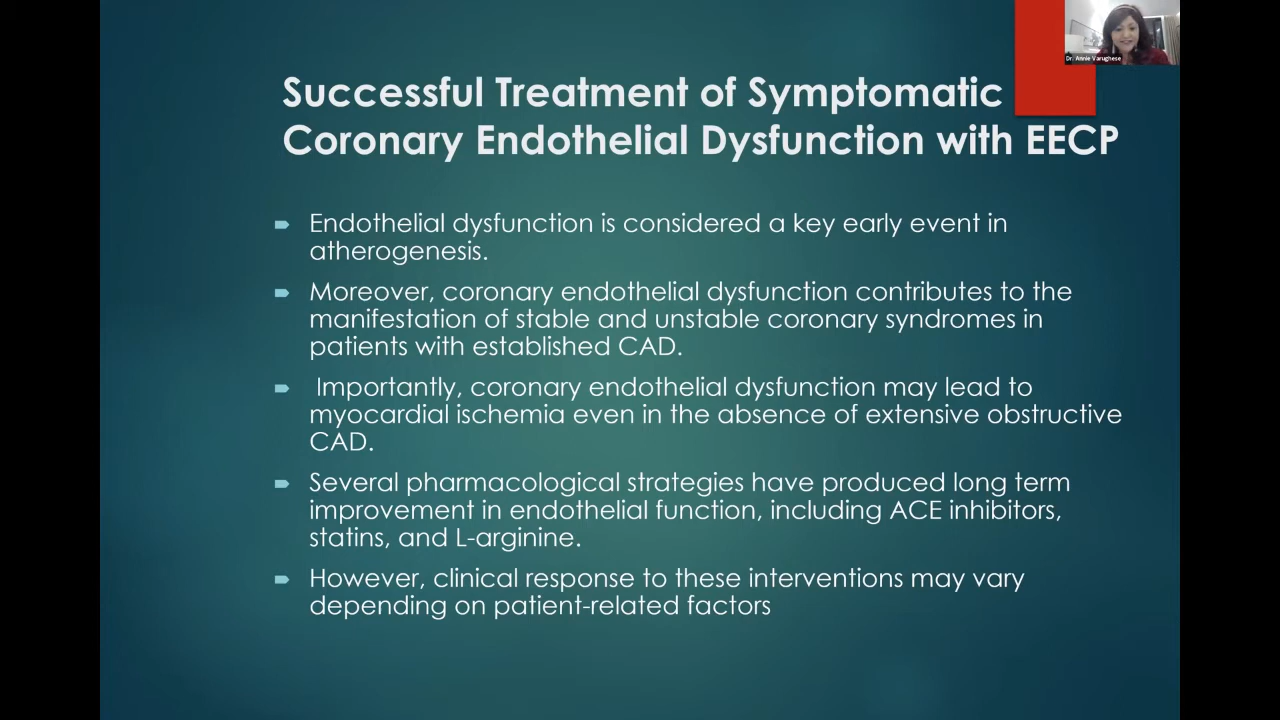 Dr. Annie Varughese
Successful Treatment of Symptomatic
Coronary Endothelial Dysfunction with EECP
Endothelial dysfunction is considered a key early event in
atherogenesis.
Moreover, coronary endothelial dysfunction contributes to the
manifestation of stable and unstable coronary syndromes in
patients with established CAD.
Importantly, coronary endothelial dysfunction may lead to
myocardial ischemia even in the absence of extensive obstructive
CAD.
Several pharmacological strategies have produced long term
improvement in endothelial function, including ACE inhibitors,
statins, and L-arginine.
However, clinical response to these interventions may vary
depending on patient-related factors